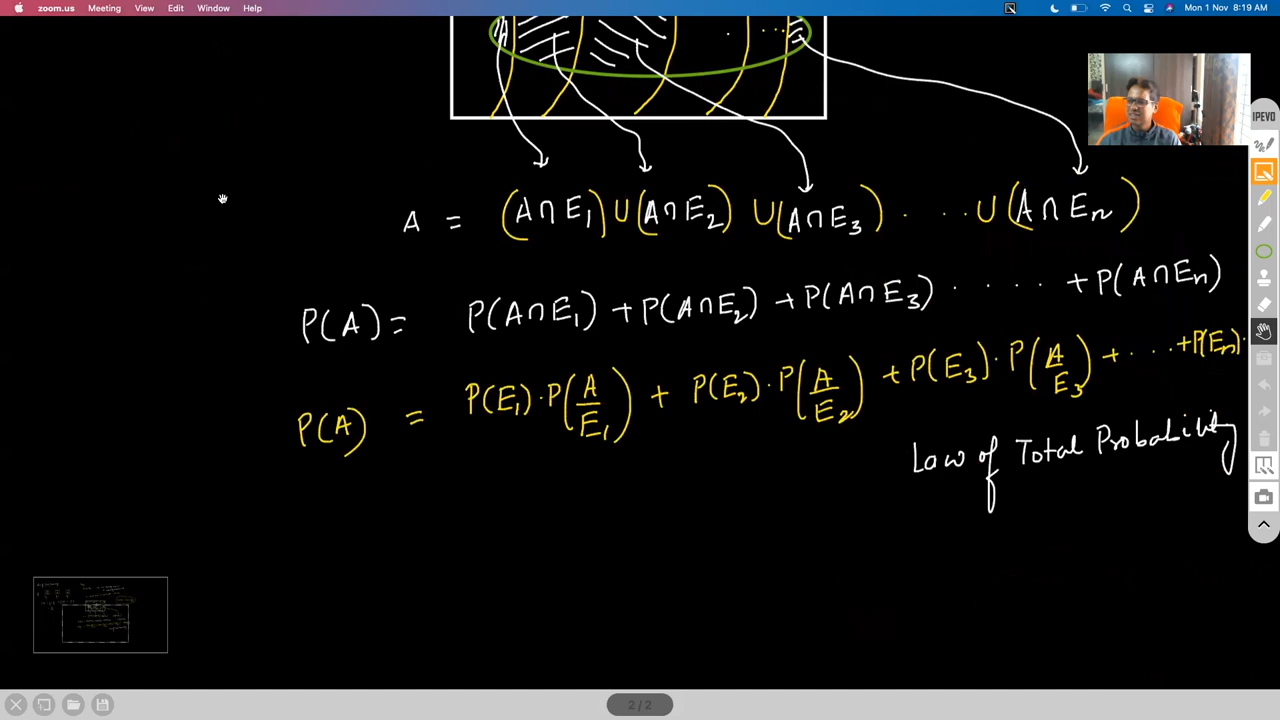 zoom.us Meeting View Edit Window Help Mon 1 Nov 8:19 AM
IPEVO
A = (A∩E₁) U (A∩E₂) U (A∩E₃) . . . . U (A∩Eₙ)
P(A) = P(A∩E₁) + P(A∩E₂) + P(A∩E₃) . . . . . + P(A∩Eₙ)
P(A) = P(E₁)·P(A/E₁) + P(E₂)·P(A/E₂) + P(E₃)·P(A/E₃) + . . . + P(Eₙ)·
Law of Total Probability
2 / 2